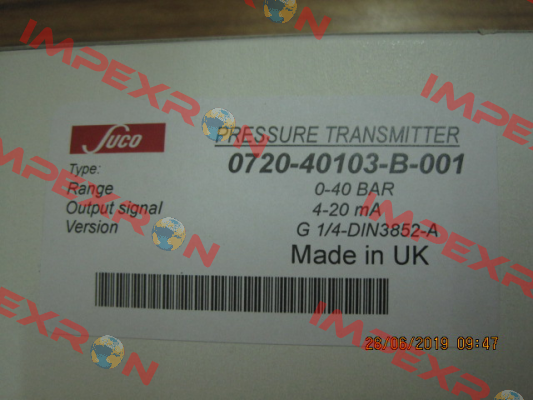 SUCO
PRESSURE TRANSMITTER
Type: 0720-40103-B-001
Range 0-40 BAR
Output signal 4-20 mA
Version G 1/4-DIN3852-A
Made in UK
26/06/2019 09:47
IMPEXRON
IMPEXRON
IMPEXRON
IMPEXRON
IMPEXRON